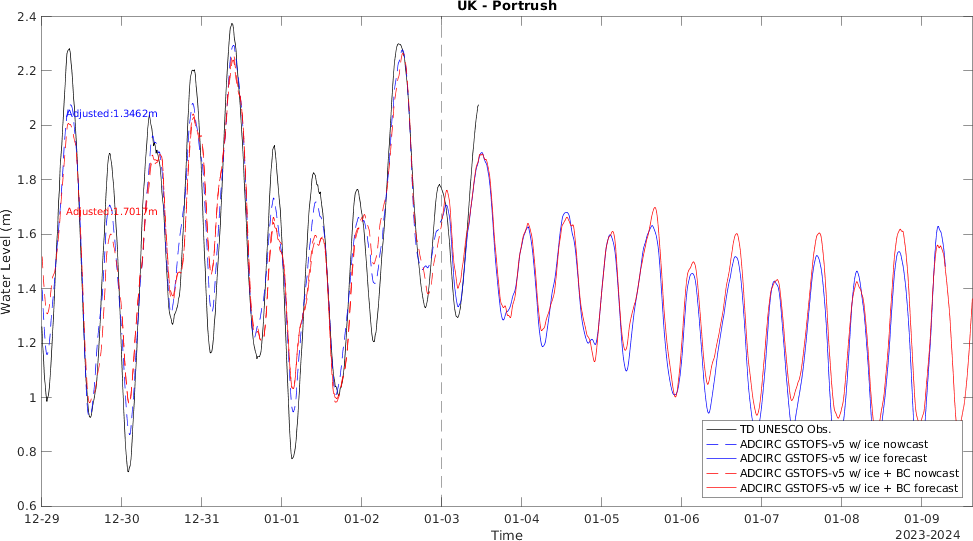 UK - Portrush
2.4
2.2
2
1.8
1.6
1.4
1.2
1
0.8
0.6
Water Level (m)
Adjusted:1.3462m
Adjusted:1.7017m
TD UNESCO Obs.
ADCIRC GSTOFS-v5 w/ ice nowcast
ADCIRC GSTOFS-v5 w/ ice forecast
ADCIRC GSTOFS-v5 w/ ice + BC nowcast
ADCIRC GSTOFS-v5 w/ ice + BC forecast
12-29 12-30 12-31 01-01 01-02 01-03 01-04 01-05 01-06 01-07 01-08 01-09
Time
2023-2024